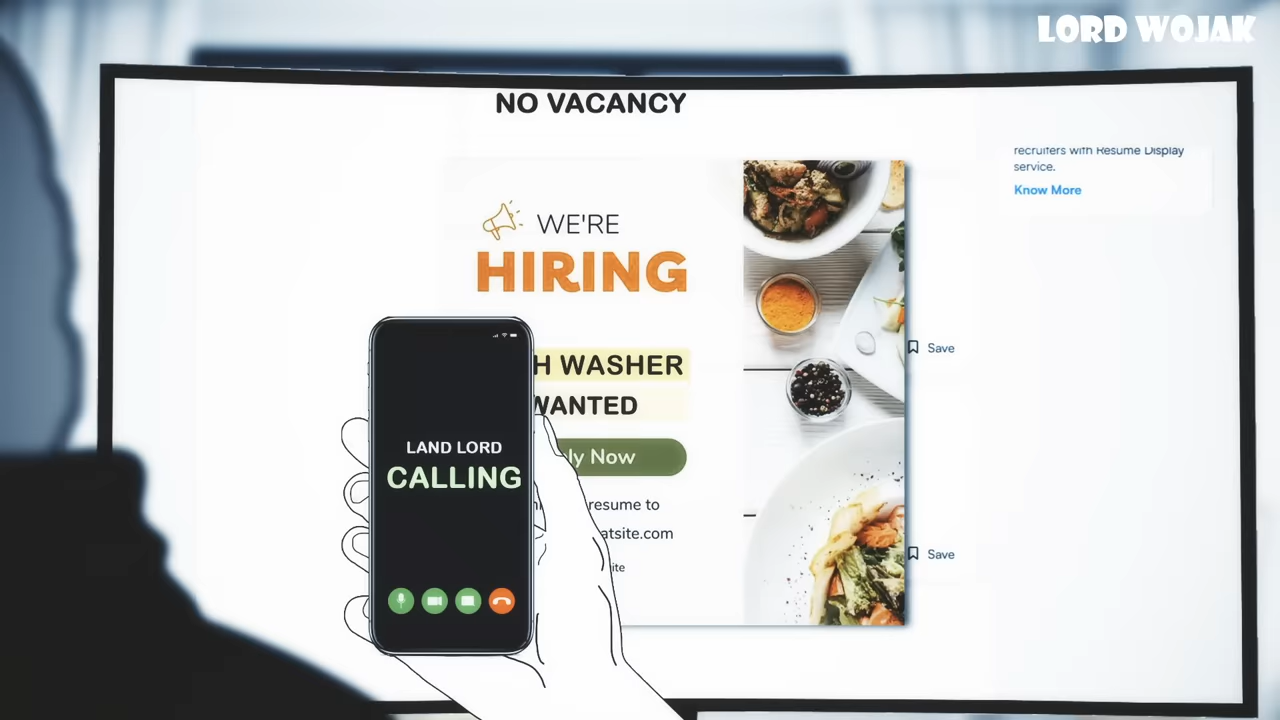 LORD WOJAK
NO VACANCY
recruiters with Resume Display
service.
Know More
WE'RE
HIRING
H WASHER
WANTED
ly Now
resume to
atsite.com
ite
Save
Save
LAND LORD
CALLING